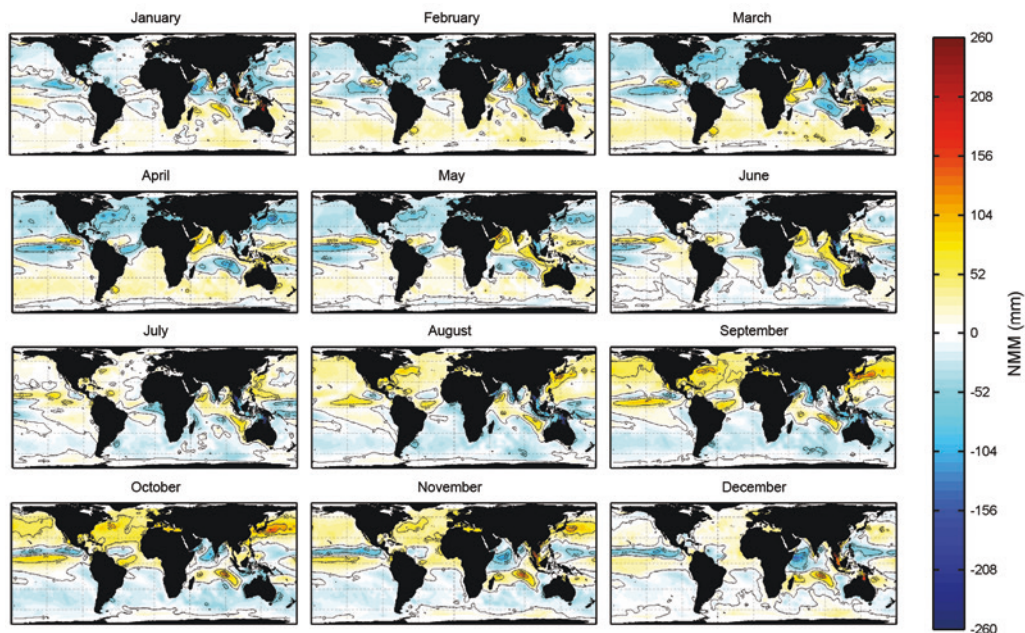 January
February
March
April
May
June
July
August
September
October
November
December
260
208
156
104
52
0
-52
-104
-156
-208
-260
NMM (mm)